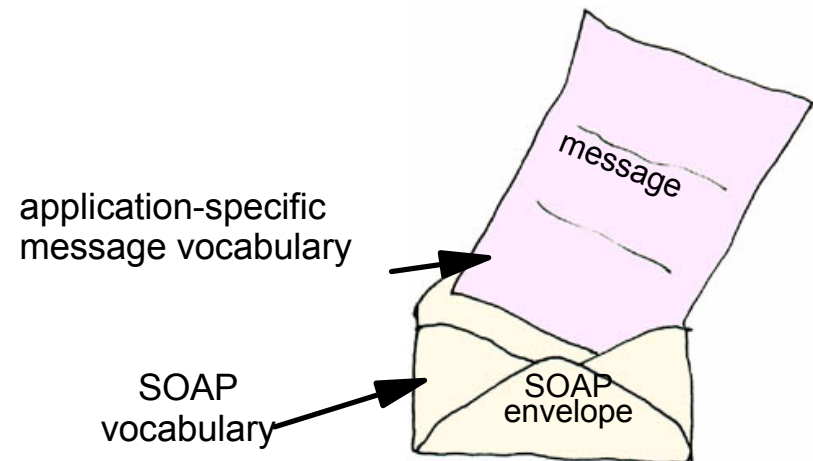 message
application-specific
message vocabulary
SOAP
vocabulary
SOAP
envelope